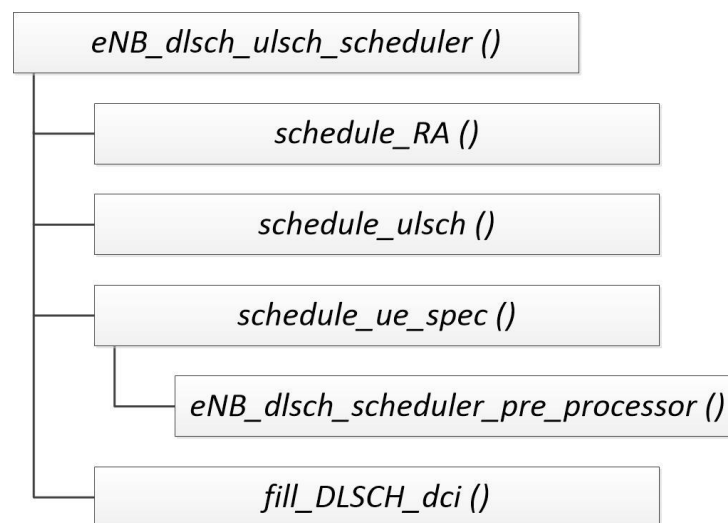 eNB_dlsch_ulsch_scheduler ()
schedule_RA ()
schedule_ulsch ()
schedule_ue_spec ()
eNB_dlsch_scheduler_pre_processor ()
fill_DLSCH_dci ()